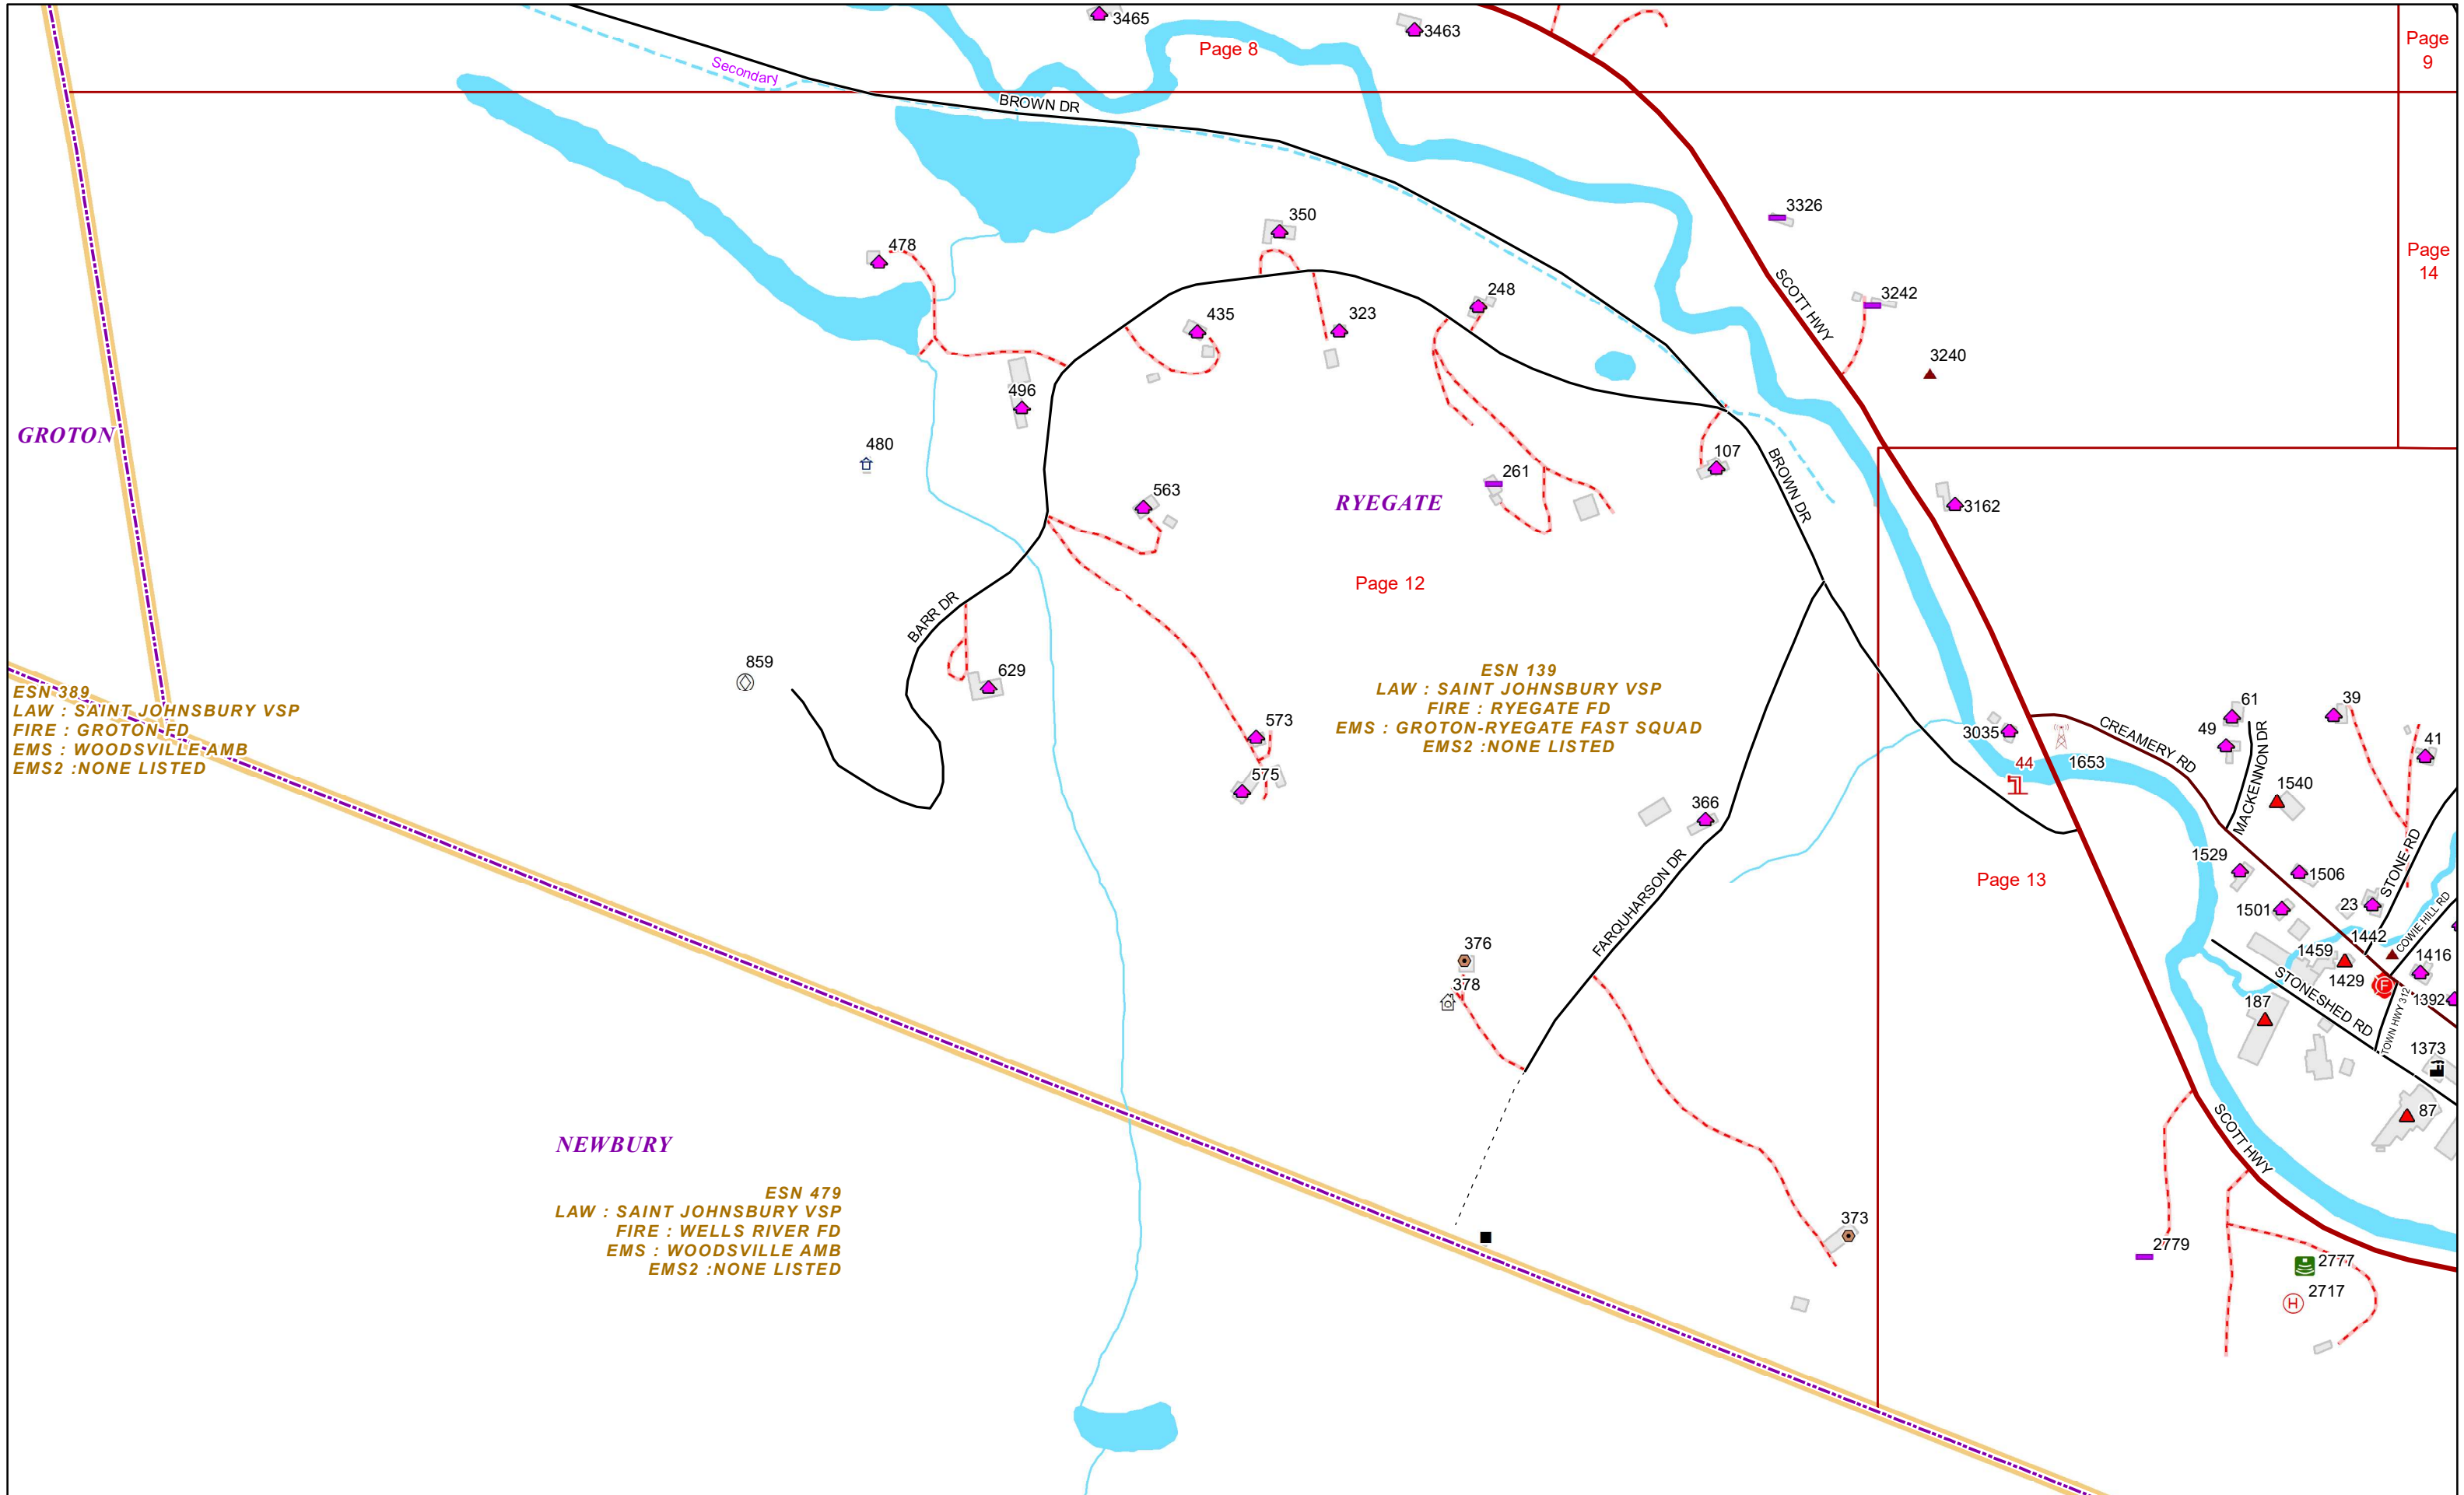 3465
3463
Page 8
Page
9
Secondary
BROWN DR
3326
350
478
Page
14
SCOTT HWY
248
3242
435
323
3240
496
GROTON
480
107
261
BROWN DR
563
RYEGATE
3162
Page 12
BARR DR
859
629
ESN 139
LAW : SAINT JOHNSBURY VSP
FIRE : RYEGATE FD
EMS : GROTON-RYEGATE FAST SQUAD
EMS2 :NONE LISTED
ESN 389
LAW : SAINT JOHNSBURY VSP
FIRE : GROTON FD
EMS : WOODSVILLE AMB
EMS2 :NONE LISTED
573
575
61
39
49
3035
CREAMERY RD
MACKENNON DR
41
44
1653
1540
366
STONE RD
1529
1506
Page 13
FARQUHARSON DR
1501
23
COWIE HILL RD
1442
376
1459
1416
378
1429
F
1392
STONESHED RD
187
TOWN HWY 312
1373
87
NEWBURY
SCOTT HWY
ESN 479
LAW : SAINT JOHNSBURY VSP
FIRE : WELLS RIVER FD
EMS : WOODSVILLE AMB
EMS2 :NONE LISTED
373
2779
2777
2717
H